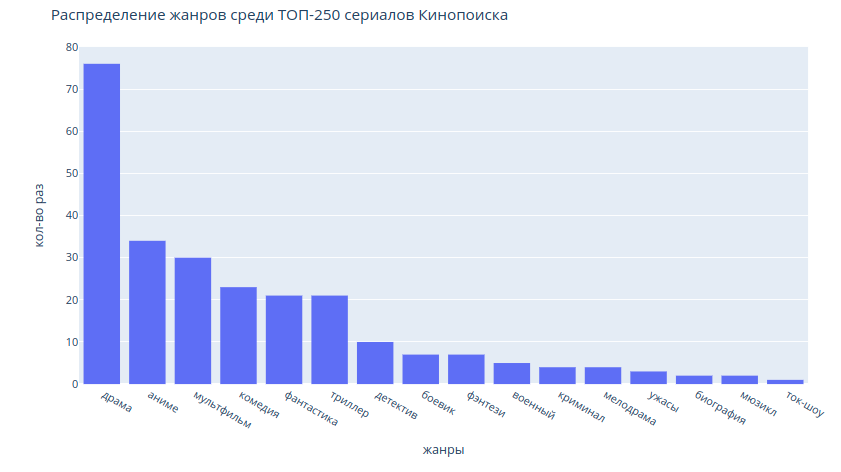 Распределение жанров среди ТОП-250 сериалов Кинопоиска
кол-во раз
80
70
60
50
40
30
20
10
0
драма
аниме
мультфильм
комедия
фантастика
триллер
детектив
боевик
фэнтези
военный
криминал
мелодрама
ужасы
биография
мюзикл
ток-шоу
жанры